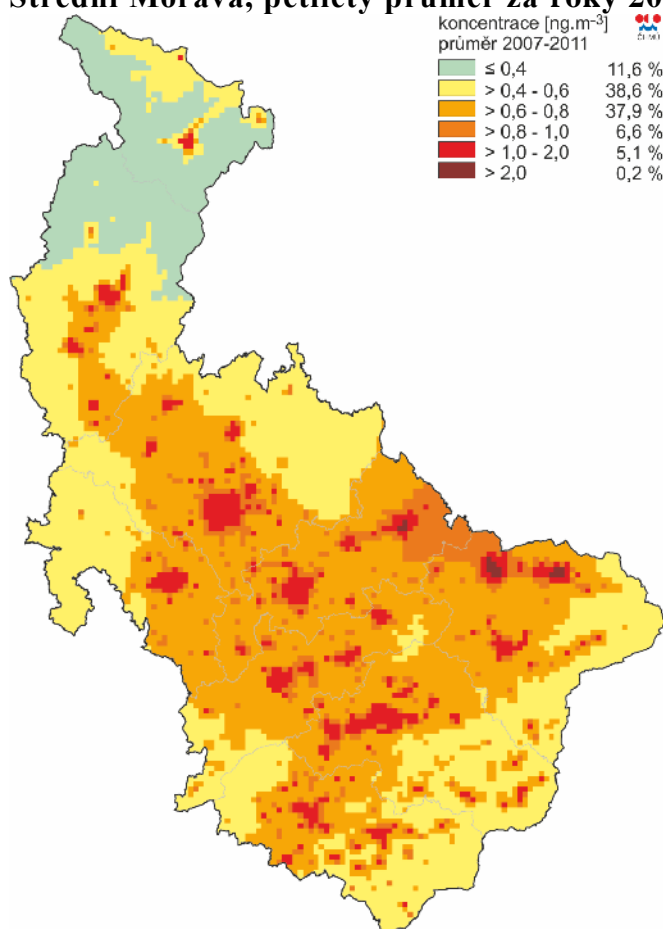 Střední Morava, pětiletý průměr za roky 20
koncentrace [ng.m⁻³]
průměr 2007-2011
ČHMÚ
≤ 0,4 11,6 %
> 0,4 - 0,6 38,6 %
> 0,6 - 0,8 37,9 %
> 0,8 - 1,0 6,6 %
> 1,0 - 2,0 5,1 %
> 2,0 0,2 %